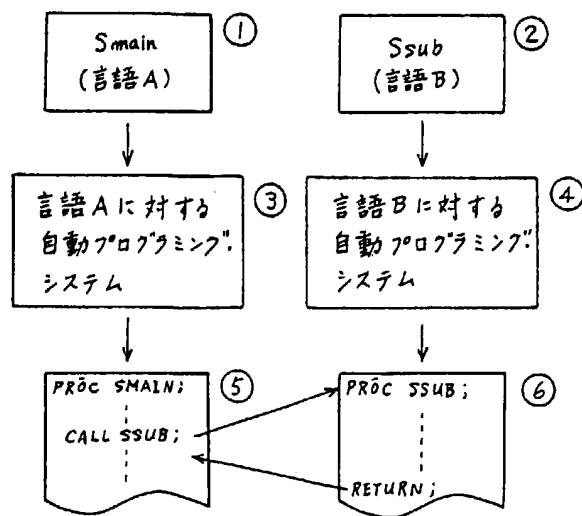 Smain
(言語A)
①
Ssub
(言語B)
②
言語Aに対する
自動プログラミング・
システム
③
言語Bに対する
自動プログラミング・
システム
④
PRŌC SMAIN;
CALL SSUB;
⑤
PRŌC SSUB;
RETURN;
⑥